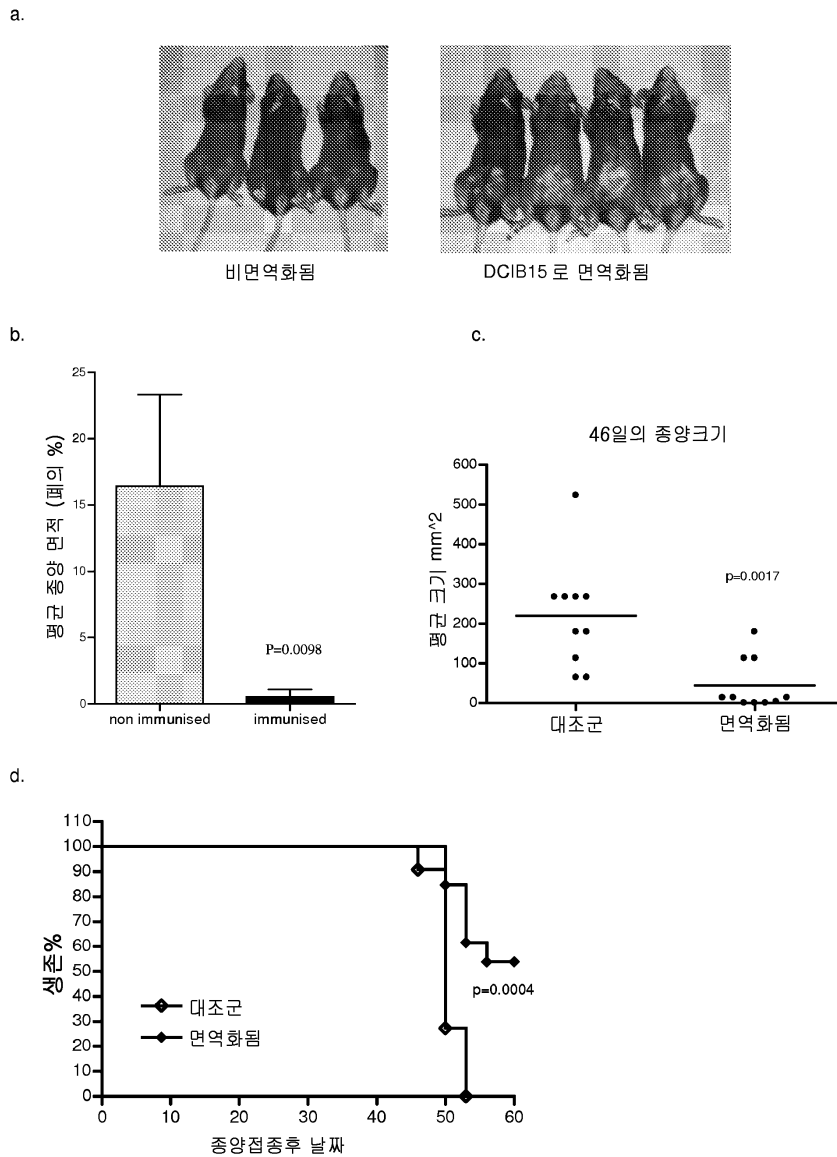 a.
비면역화됨
DCIB15 로 면역화됨
b.
c.
25
20
15
10
5
0
평균 종양 면적 (폐의 %)
P=0.0098
non immunised
immunised
46일의 종양크기
600
500
400
300
200
100
0
평균 크기 mm^2
p=0.0017
대조군
면역화됨
d.
110
100
90
80
70
60
50
40
30
20
10
0
생존%
대조군
면역화됨
p=0.0004
0 10 20 30 40 50 60
종양접종후 날짜